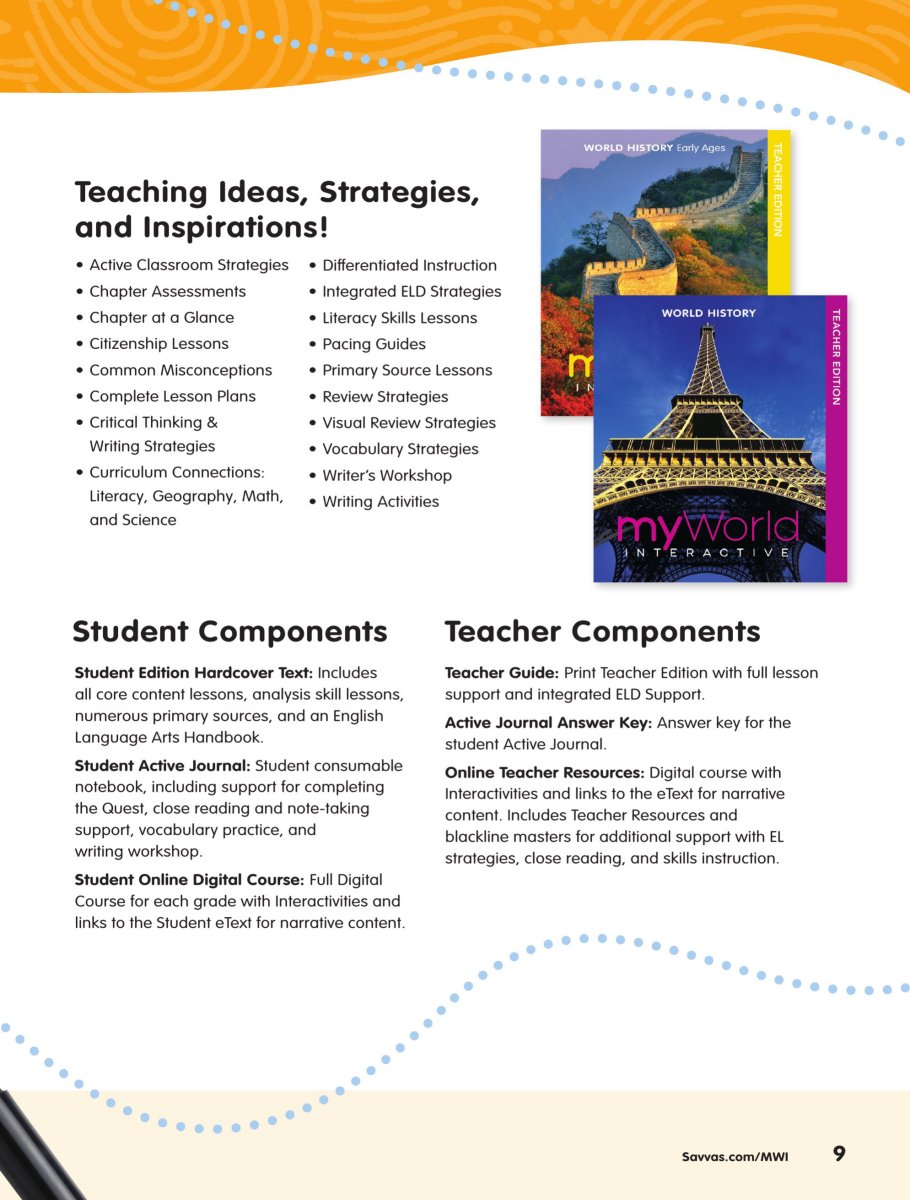 WORLD HISTORY Early Ages
TEACHER EDITION
my
IN
WORLD HISTORY
TEACHER EDITION
myWorld
INTERACTIVE
Teaching Ideas, Strategies,
and Inspirations!
• Active Classroom Strategies
• Chapter Assessments
• Chapter at a Glance
• Citizenship Lessons
• Common Misconceptions
• Complete Lesson Plans
• Critical Thinking &
Writing Strategies
• Curriculum Connections:
Literacy, Geography, Math,
and Science
• Differentiated Instruction
• Integrated ELD Strategies
• Literacy Skills Lessons
• Pacing Guides
• Primary Source Lessons
• Review Strategies
• Visual Review Strategies
• Vocabulary Strategies
• Writer’s Workshop
• Writing Activities
Student Components
Student Edition Hardcover Text: Includes
all core content lessons, analysis skill lessons,
numerous primary sources, and an English
Language Arts Handbook.
Student Active Journal: Student consumable
notebook, including support for completing
the Quest, close reading and note-taking
support, vocabulary practice, and
writing workshop.
Student Online Digital Course: Full Digital
Course for each grade with Interactivities and
links to the Student eText for narrative content.
Teacher Components
Teacher Guide: Print Teacher Edition with full lesson
support and integrated ELD Support.
Active Journal Answer Key: Answer key for the
student Active Journal.
Online Teacher Resources: Digital course with
Interactivities and links to the eText for narrative
content. Includes Teacher Resources and
blackline masters for additional support with EL
strategies, close reading, and skills instruction.
Savvas.com/MWI 9